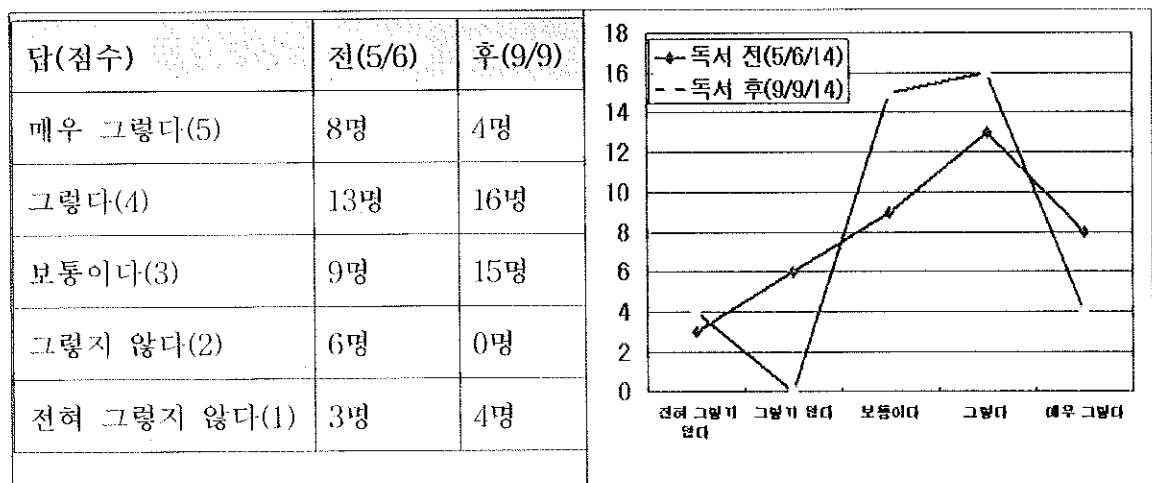 답(점수) 전(5/6) 후(9/9)
매우 그렇다(5) 8명 4명
그렇다(4) 13명 16명
보통이다(3) 9명 15명
그렇지 않다(2) 6명 0명
전혀 그렇지 않다(1) 3명 4명
18
16
14
12
10
8
6
4
2
0
독서 전(5/6/14)
독서 후(9/9/14)
전혀 그렇지 않다
그렇지 않다
보통이다
그렇다
매우 그렇다